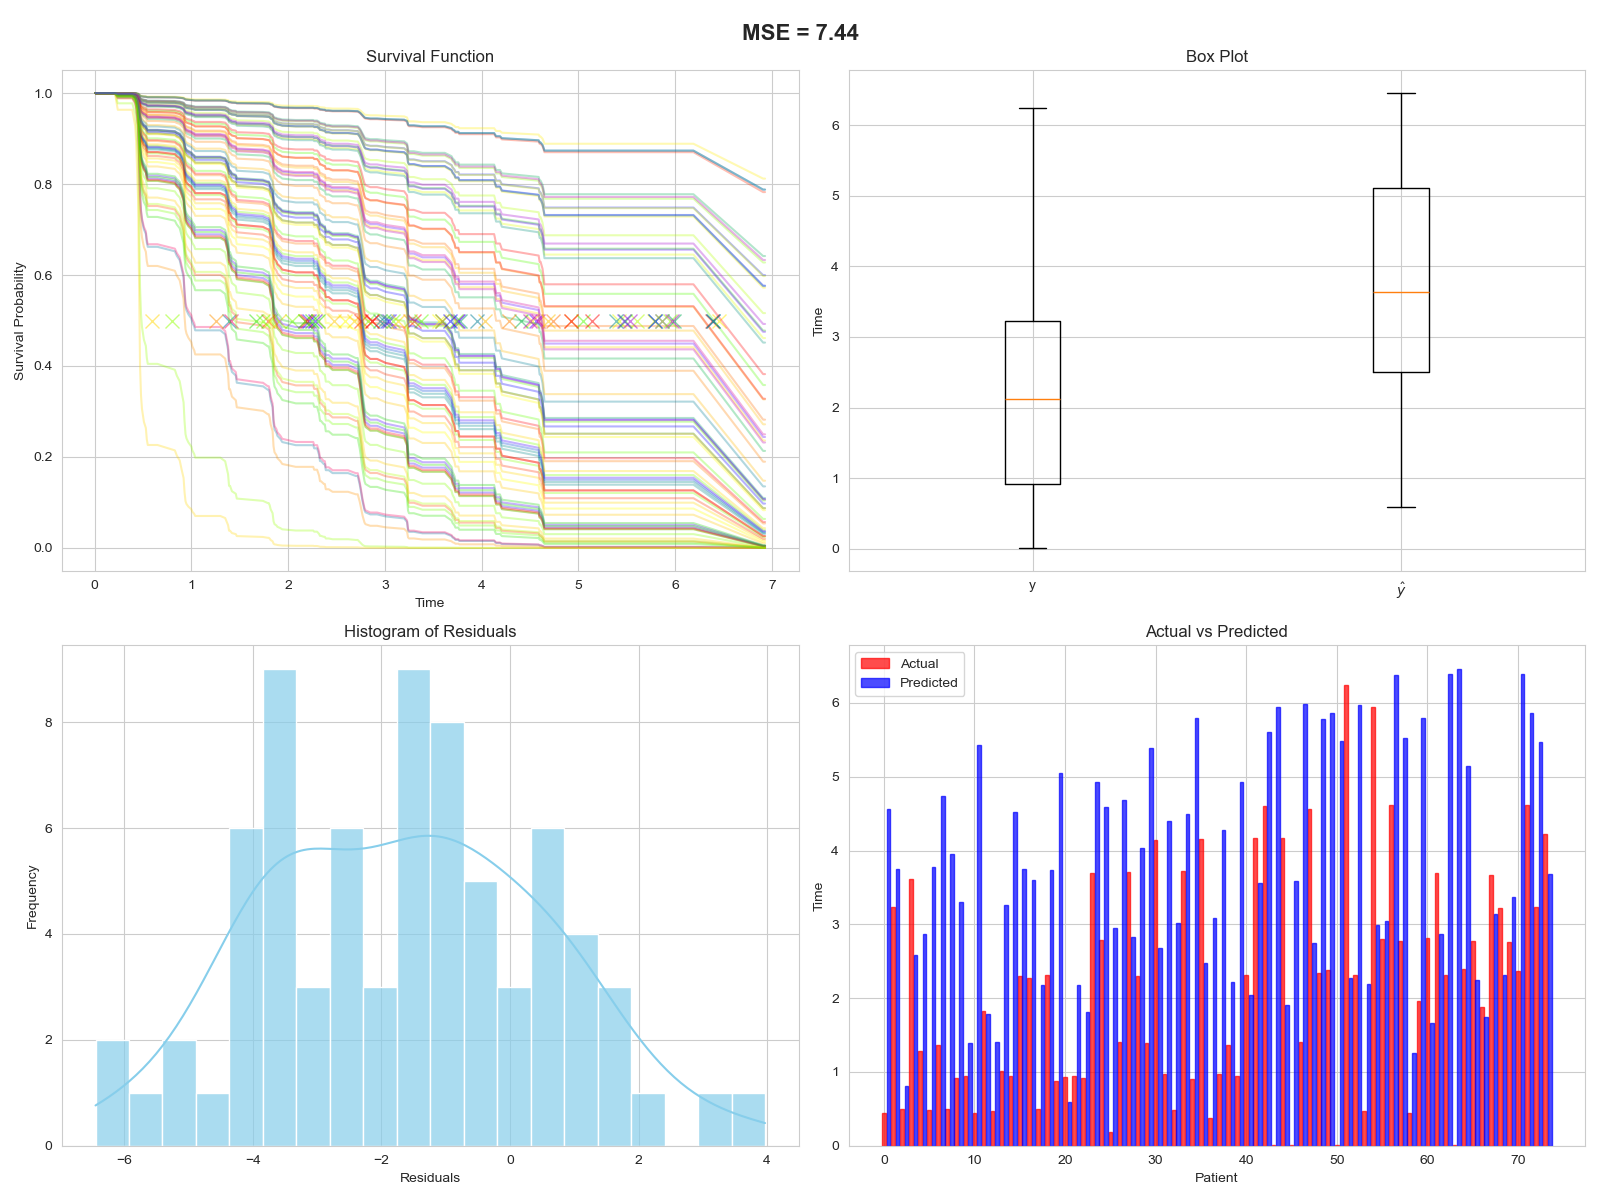 MSE = 7.44
Survival Function
Survival Probability
1.0
0.8
0.6
0.4
0.2
0.0
0 1 2 3 4 5 6 7
Time
Box Plot
Time
6
5
4
3
2
1
0
y ŷ
Histogram of Residuals
Frequency
8
6
4
2
0
−6 −4 −2 0 2 4
Residuals
Actual vs Predicted
Actual
Predicted
Time
6
5
4
3
2
1
0
0 10 20 30 40 50 60 70
Patient